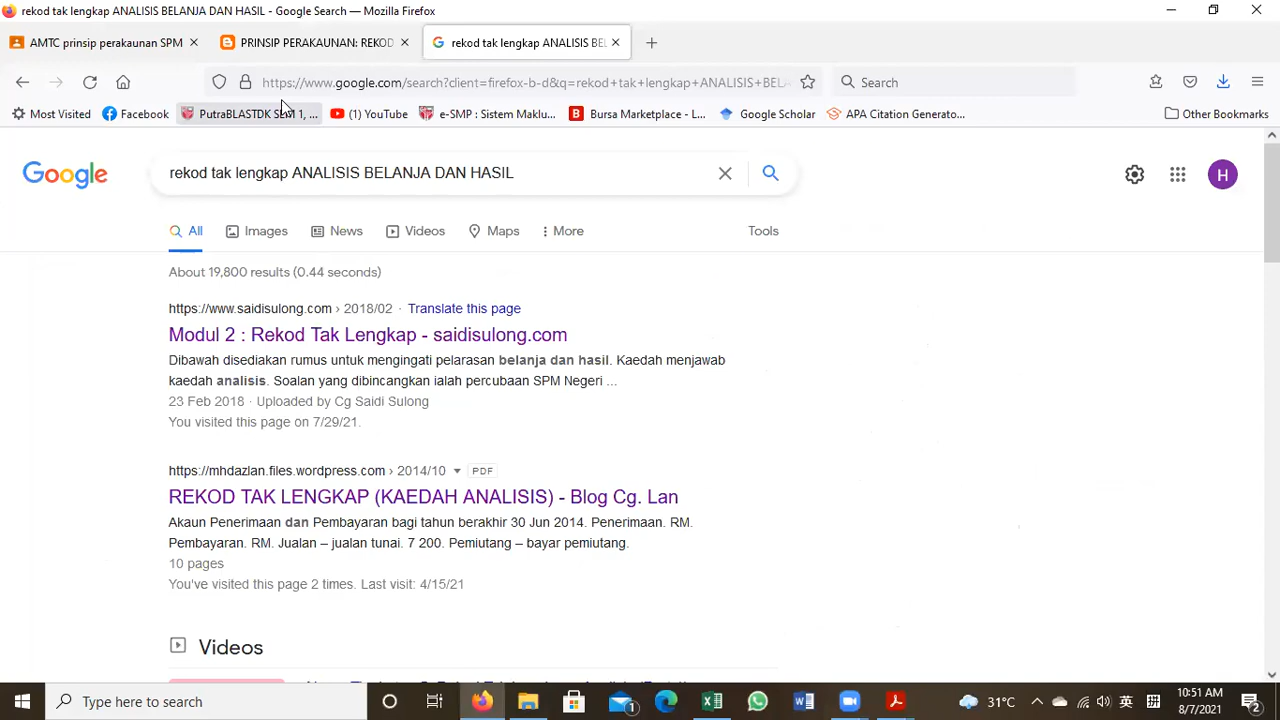 rekod tak lengkap ANALISIS BELANJA DAN HASIL - Google Search — Mozilla Firefox
AMTC prinsip perakaunan SPM
PRINSIP PERAKAUNAN: REKOD
rekod tak lengkap ANALISIS BEL
https://www.google.com/search?client=firefox-b-d&q=rekod+tak+lengkap+ANALISIS+BELA
Search
Most Visited
Facebook
PutraBLASTDK SEM 1, ...
(1) YouTube
e-SMP : Sistem Maklu...
Bursa Marketplace - L...
Google Scholar
APA Citation Generato...
Other Bookmarks
Google
rekod tak lengkap ANALISIS BELANJA DAN HASIL
H
All
Images
News
Videos
Maps
More
Tools
About 19,800 results (0.44 seconds)
https://www.saidisulong.com › 2018/02 · Translate this page
Modul 2 : Rekod Tak Lengkap - saidisulong.com
Dibawah disediakan rumus untuk mengingati pelarasan belanja dan hasil. Kaedah menjawab
kaedah analisis. Soalan yang dibincangkan ialah percubaan SPM Negeri ...
23 Feb 2018 · Uploaded by Cg Saidi Sulong
You visited this page on 7/29/21.
https://mhdazlan.files.wordpress.com › 2014/10 PDF
REKOD TAK LENGKAP (KAEDAH ANALISIS) - Blog Cg. Lan
Akaun Penerimaan dan Pembayaran bagi tahun berakhir 30 Jun 2014. Penerimaan. RM.
Pembayaran. RM. Jualan – jualan tunai. 7 200. Pemiutang – bayar pemiutang.
10 pages
You've visited this page 2 times. Last visit: 4/15/21
Videos
Type here to search
1
31°C
英
拼
10:51 AM
8/7/2021
2